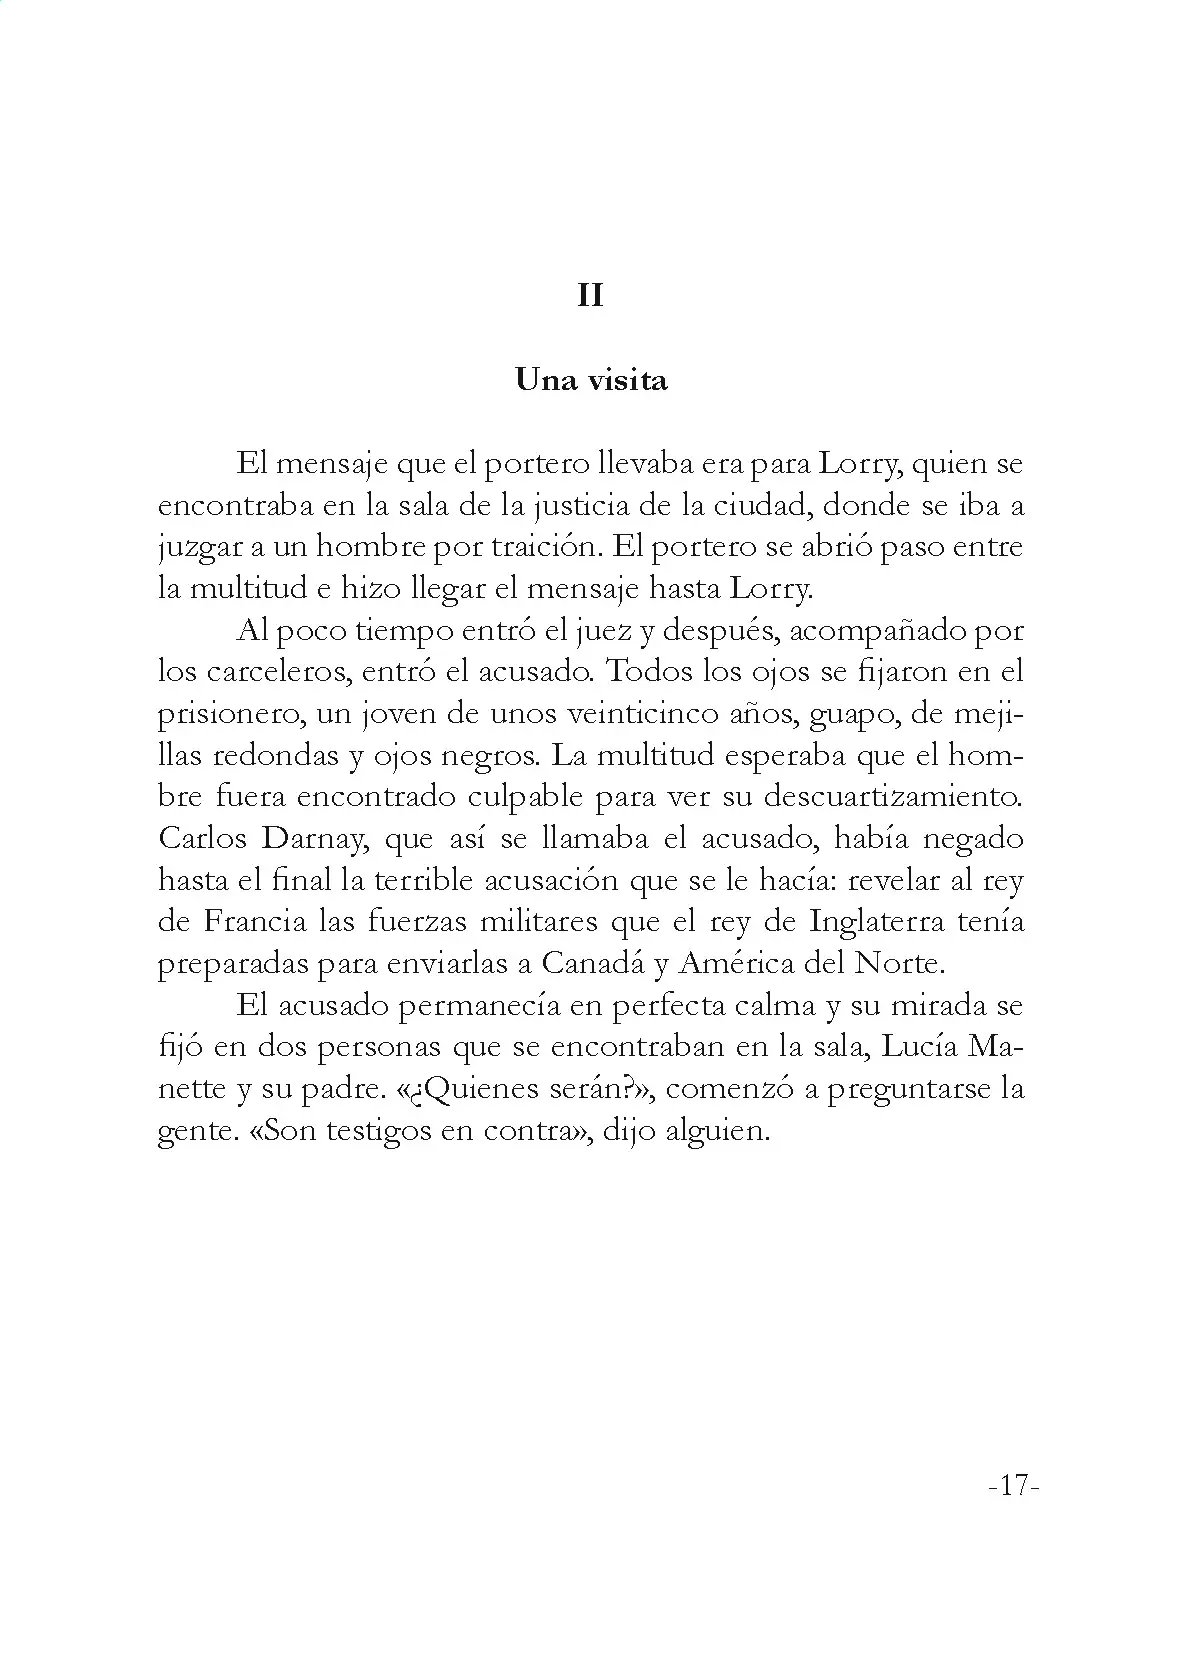 II
Una visita
El mensaje que el portero llevaba era para Lorry, quien se
encontraba en la sala de la justicia de la ciudad, donde se iba a
juzgar a un hombre por traición. El portero se abrió paso entre
la multitud e hizo llegar el mensaje hasta Lorry.
Al poco tiempo entró el juez y después, acompañado por
los carceleros, entró el acusado. Todos los ojos se fijaron en el
prisionero, un joven de unos veinticinco años, guapo, de meji-
llas redondas y ojos negros. La multitud esperaba que el hom-
bre fuera encontrado culpable para ver su descuartizamiento.
Carlos Darnay, que así se llamaba el acusado, había negado
hasta el final la terrible acusación que se le hacía: revelar al rey
de Francia las fuerzas militares que el rey de Inglaterra tenía
preparadas para enviarlas a Canadá y América del Norte.
El acusado permanecía en perfecta calma y su mirada se
fijó en dos personas que se encontraban en la sala, Lucía Ma-
nette y su padre. «¿Quienes serán?», comenzó a preguntarse la
gente. «Son testigos en contra», dijo alguien.
-17-